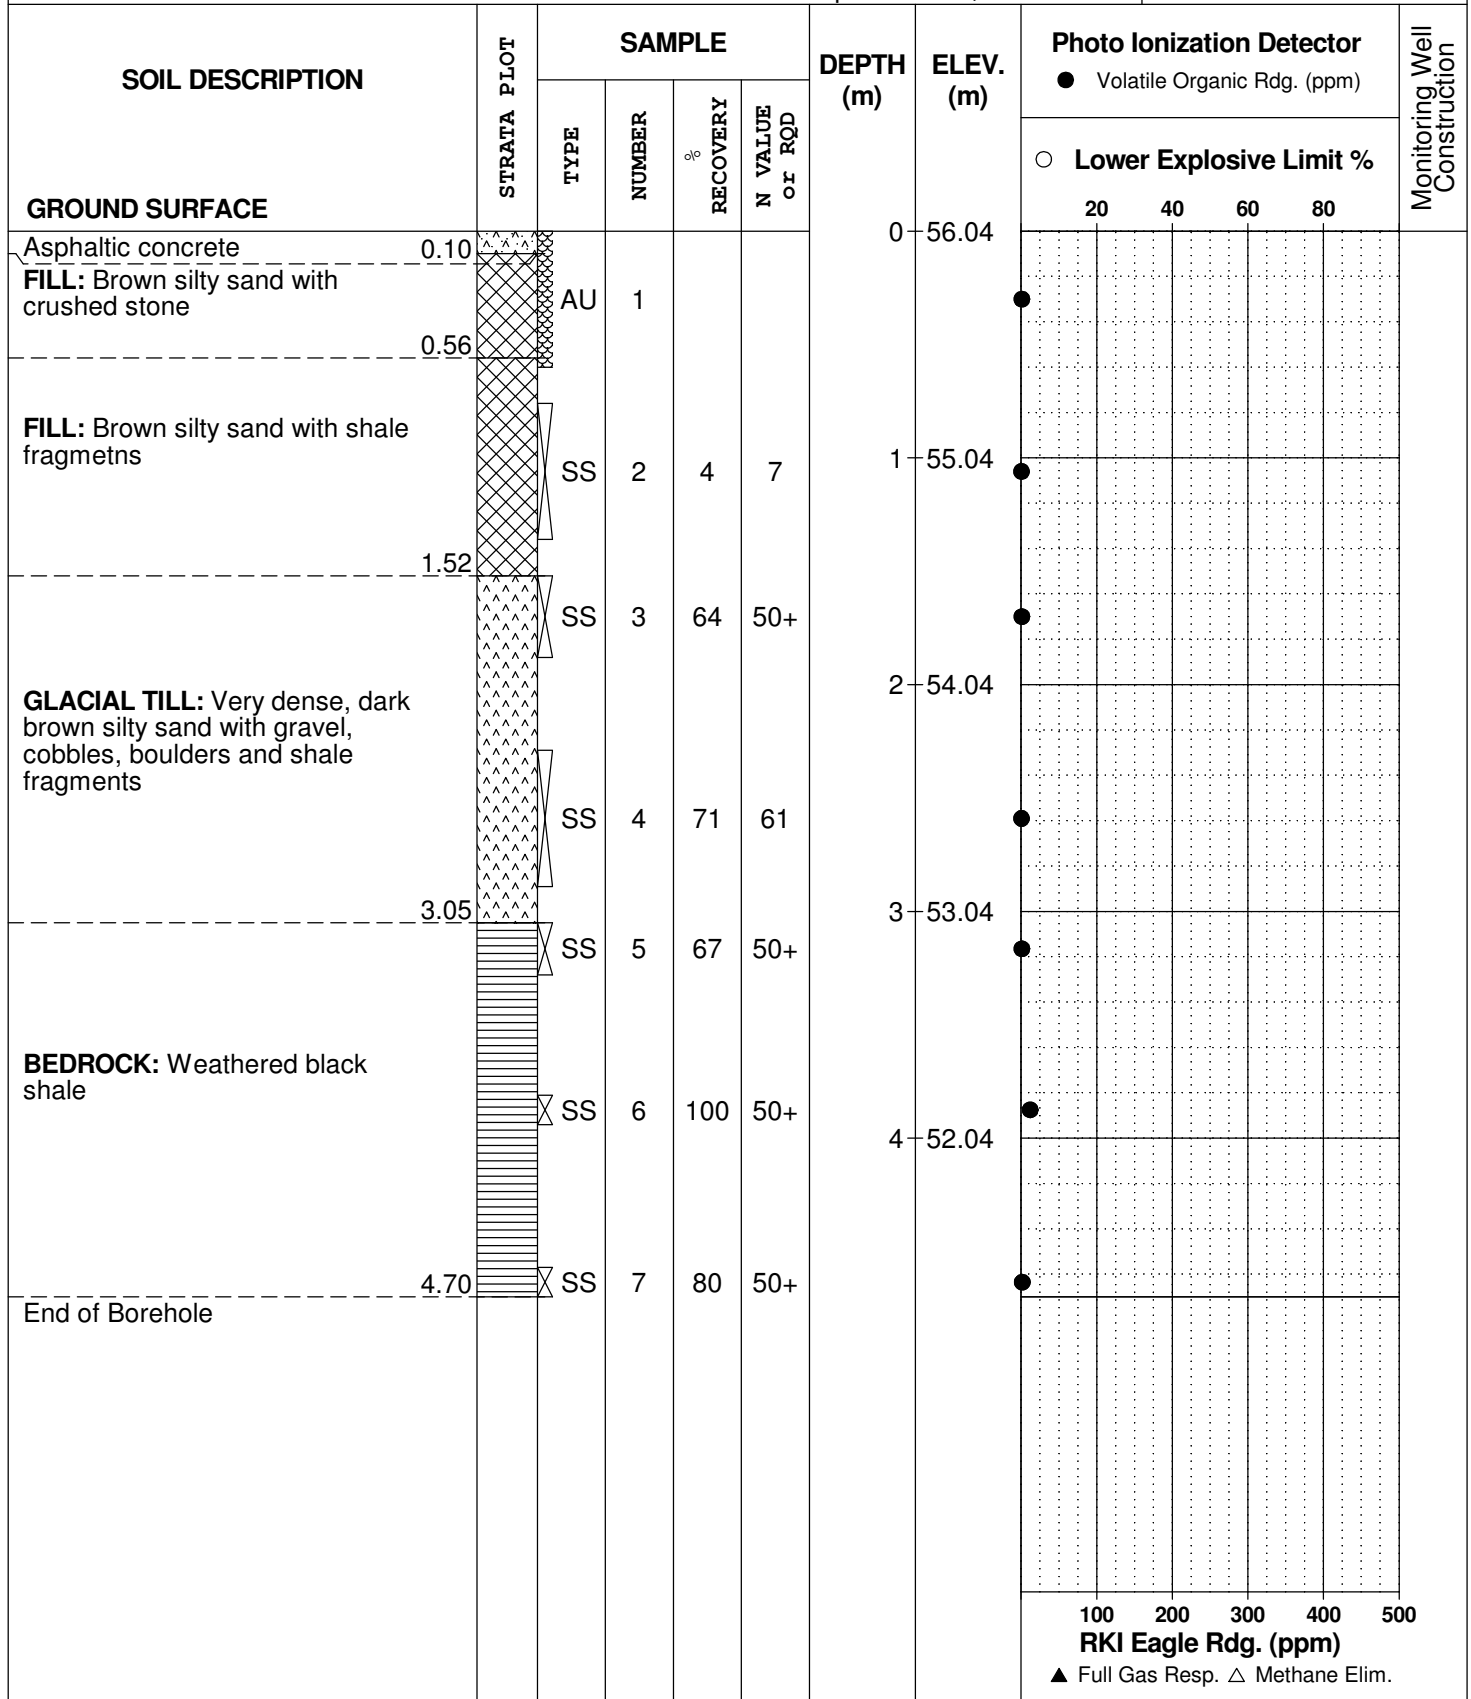 SOIL DESCRIPTION
GROUND SURFACE
STRATA PLOT
SAMPLE
TYPE
NUMBER
%
RECOVERY
N VALUE
or RQD
DEPTH
(m)
ELEV.
(m)
Photo Ionization Detector
● Volatile Organic Rdg. (ppm)
○ Lower Explosive Limit %
20 40 60 80
Monitoring Well
Construction
0 56.04
Asphaltic concrete 0.10
FILL: Brown silty sand with
crushed stone
AU 1
0.56
FILL: Brown silty sand with shale
fragmetns
1 55.04
SS 2 4 7
1.52
SS 3 64 50+
2 54.04
GLACIAL TILL: Very dense, dark
brown silty sand with gravel,
cobbles, boulders and shale
fragments
SS 4 71 61
3.05
3 53.04
SS 5 67 50+
BEDROCK: Weathered black
shale
SS 6 100 50+
4 52.04
4.70
SS 7 80 50+
End of Borehole
100 200 300 400 500
RKI Eagle Rdg. (ppm)
▲ Full Gas Resp. △ Methane Elim.